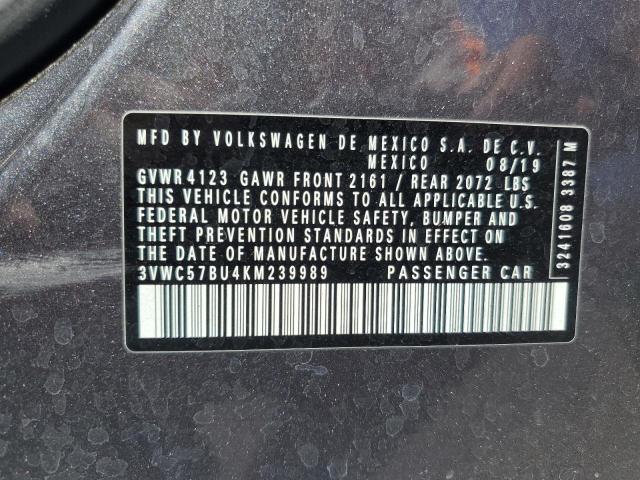 MFD BY VOLKSWAGEN DE MEXICO S.A. DE C.V.
MEXICO 08/19
GVWR 4123 GAWR FRONT 2161 / REAR 2072 LBS
THIS VEHICLE CONFORMS TO ALL APPLICABLE U.S.
FEDERAL MOTOR VEHICLE SAFETY, BUMPER AND
THEFT PREVENTION STANDARDS IN EFFECT ON
THE DATE OF MANUFACTURE SHOWN ABOVE.
3VWC57BU4KM239989 PASSENGER CAR
3241608 3387 M